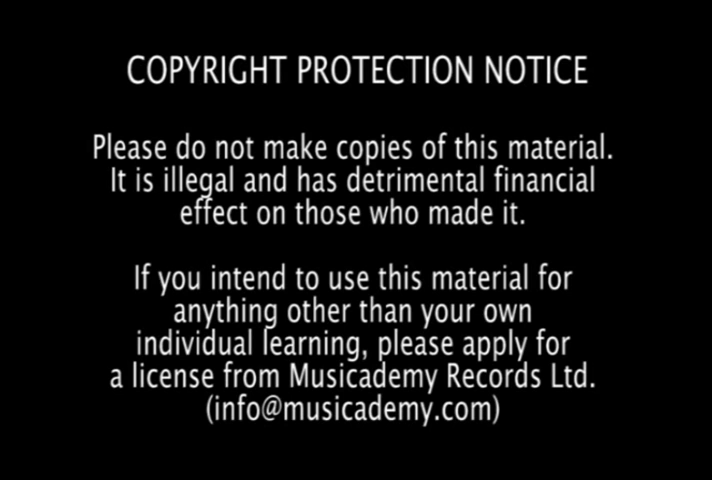 COPYRIGHT PROTECTION NOTICE
Please do not make copies of this material.
It is illegal and has detrimental financial
effect on those who made it.
If you intend to use this material for
anything other than your own
individual learning, please apply for
a license from Musicademy Records Ltd.
(info@musicademy.com)